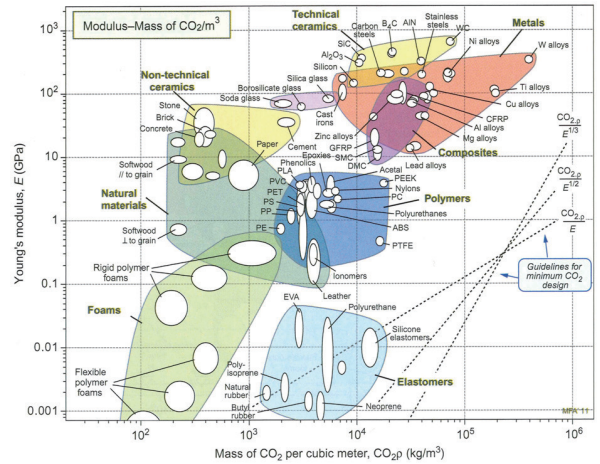 Modulus–Mass of CO₂/m³
Technical
ceramics
Carbon
steels
B₄C
AlN
Stainless
steels
WC
Ni alloys
Metals
W alloys
Al₂O₃
SiC
Silicon
Non-technical
ceramics
Silica glass
Borosilicate glass
Soda glass
Stone
Brick
Concrete
Paper
Cement
Cast
irons
Zinc alloys
GFRP
SMC
DMC
Ti alloys
Cu alloys
CFRP
Al alloys
Mg alloys
Lead alloys
Composites
CO₂,ρ
E^1/3
CO₂,ρ
E^1/2
CO₂,ρ
E
Softwood
// to grain
Natural
materials
Softwood
⊥ to grain
Epoxies
Phenolics
PLA
PVC
PET
PS
PP
PE
Acetal
PEEK
Nylons
PC
Polymers
Polyurethanes
ABS
PTFE
Ionomers
Leather
Guidelines for
minimum CO₂
design
Rigid polymer
foams
Foams
Flexible
polymer
foams
EVA
Polyurethane
Silicone
elastomers
Poly-
isoprene
Natural
rubber
Butyl
rubber
Neoprene
Elastomers
MFA 11
Young's modulus, E (GPa)
10³
10²
10
1
0.1
0.01
0.001
10² 10³ 10⁴ 10⁵ 10⁶
Mass of CO₂ per cubic meter, CO₂ρ (kg/m³)